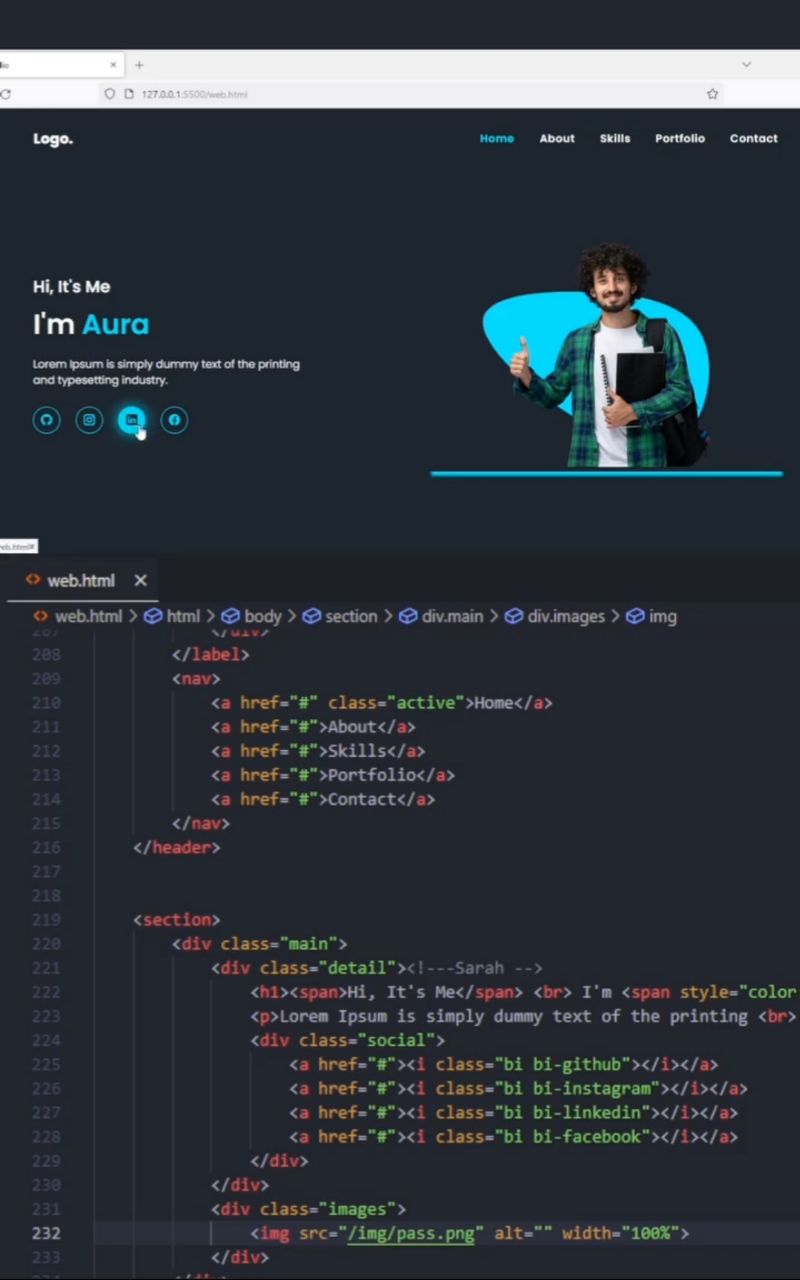 lio
127.0.0.1:5500/web.html
Logo.
Home About Skills Portfolio Contact
Hi, It's Me
I'm Aura
Lorem Ipsum is simply dummy text of the printing
and typesetting industry.
web.html#
web.html
web.html > html > body > section > div.main > div.images > img
207 </div>
208 </label>
209 <nav>
210 <a href="#" class="active">Home</a>
211 <a href="#">About</a>
212 <a href="#">Skills</a>
213 <a href="#">Portfolio</a>
214 <a href="#">Contact</a>
215 </nav>
216 </header>
217
218
219 <section>
220 <div class="main">
221 <div class="detail"><!---Sarah -->
222 <h1><span>Hi, It's Me</span> <br> I'm <span style="color
223 <p>Lorem Ipsum is simply dummy text of the printing <br>
224 <div class="social">
225 <a href="#"><i class="bi bi-github"></i></a>
226 <a href="#"><i class="bi bi-instagram"></i></a>
227 <a href="#"><i class="bi bi-linkedin"></i></a>
228 <a href="#"><i class="bi bi-facebook"></i></a>
229 </div>
230 </div>
231 <div class="images">
232 <img src="/img/pass.png" alt="" width="100%">
233 </div>